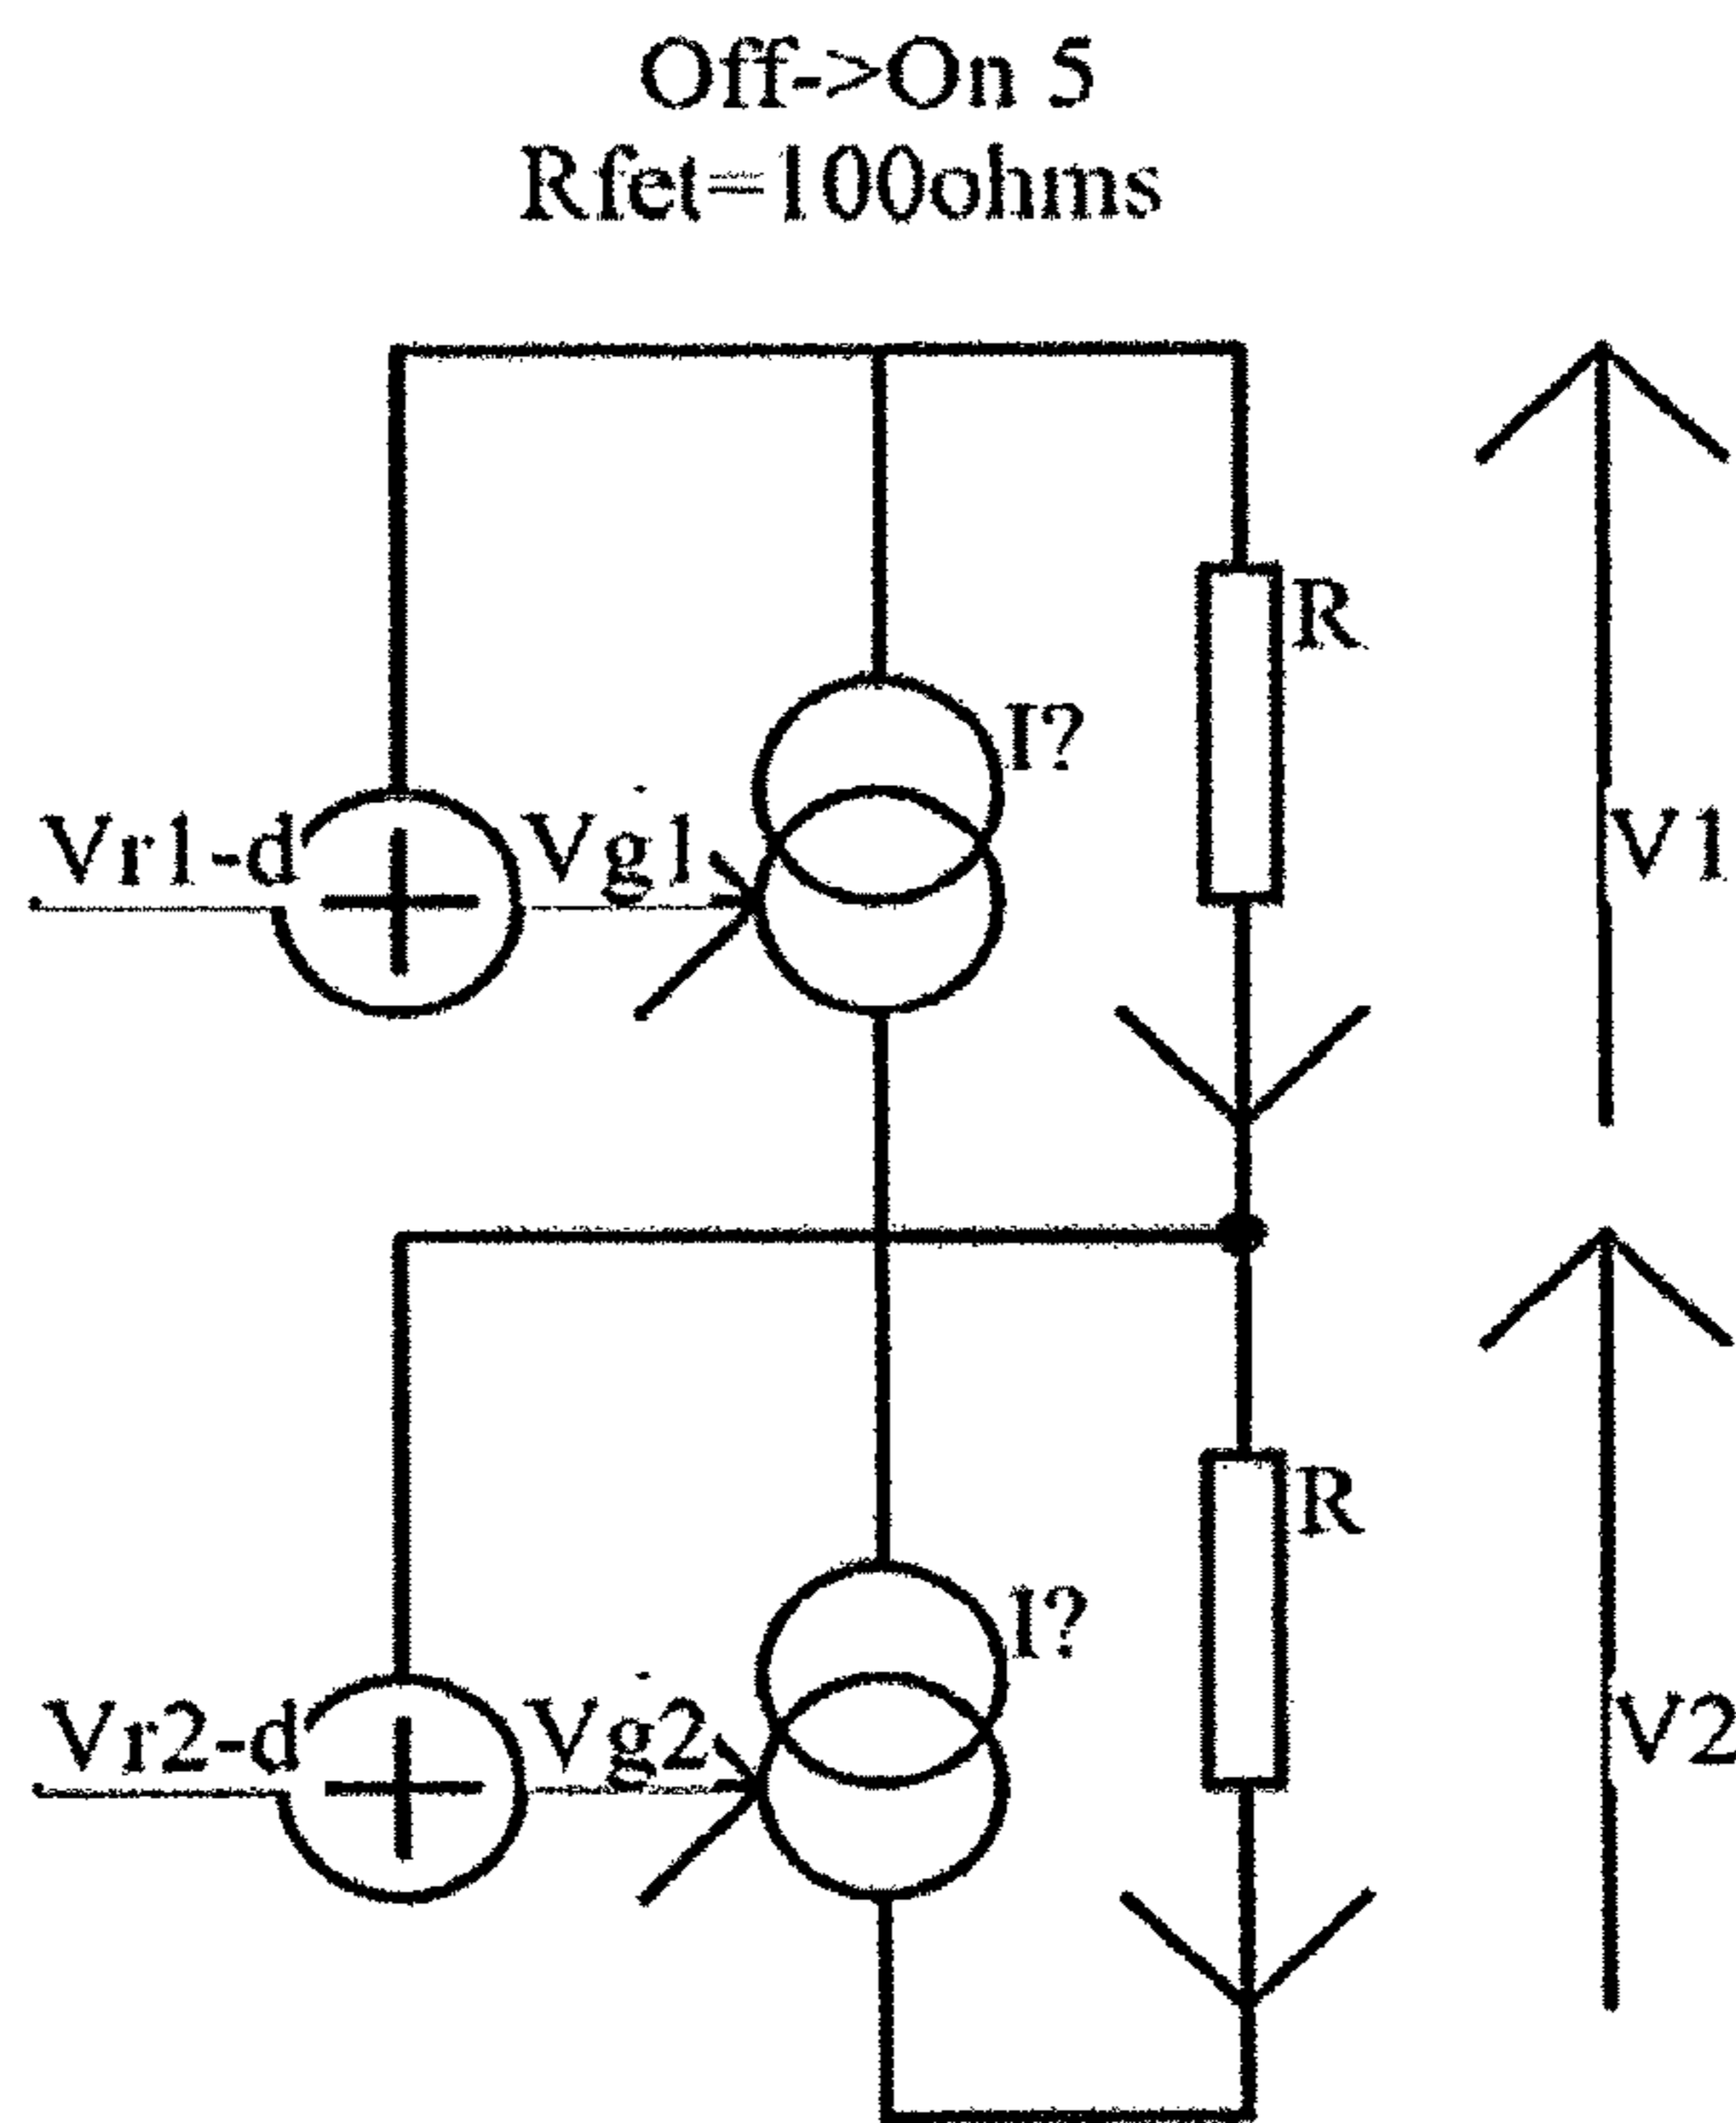 Off->On 5
Rfet=100ohms
R
I?
Vr1-d
Vg1
V1
R
I?
Vr2-d
Vg2
V2